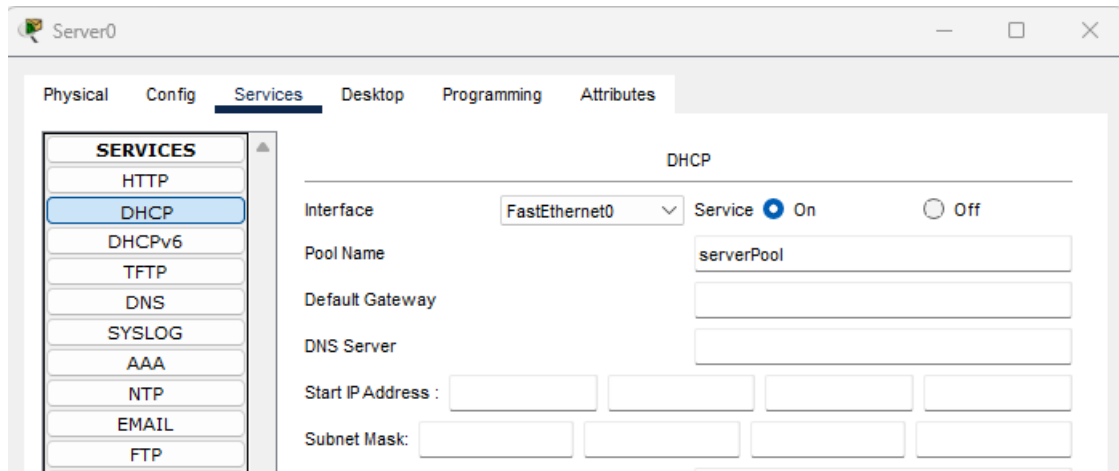 Server0
Physical Config Services Desktop Programming Attributes
SERVICES
HTTP
DHCP
DHCPv6
TFTP
DNS
SYSLOG
AAA
NTP
EMAIL
FTP
DHCP
Interface FastEthernet0 Service On Off
Pool Name serverPool
Default Gateway
DNS Server
Start IP Address :
Subnet Mask: